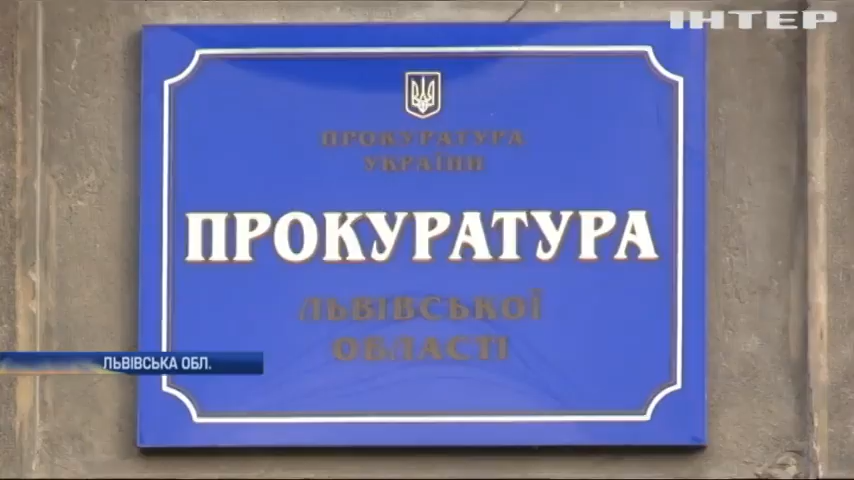 ІНТЕР
ПРОКУРАТУРА
УКРАЇНИ
ПРОКУРАТУРА
ЛЬВІВСЬКОЇ
ОБЛАСТІ
ЛЬВІВСЬКА ОБЛ.